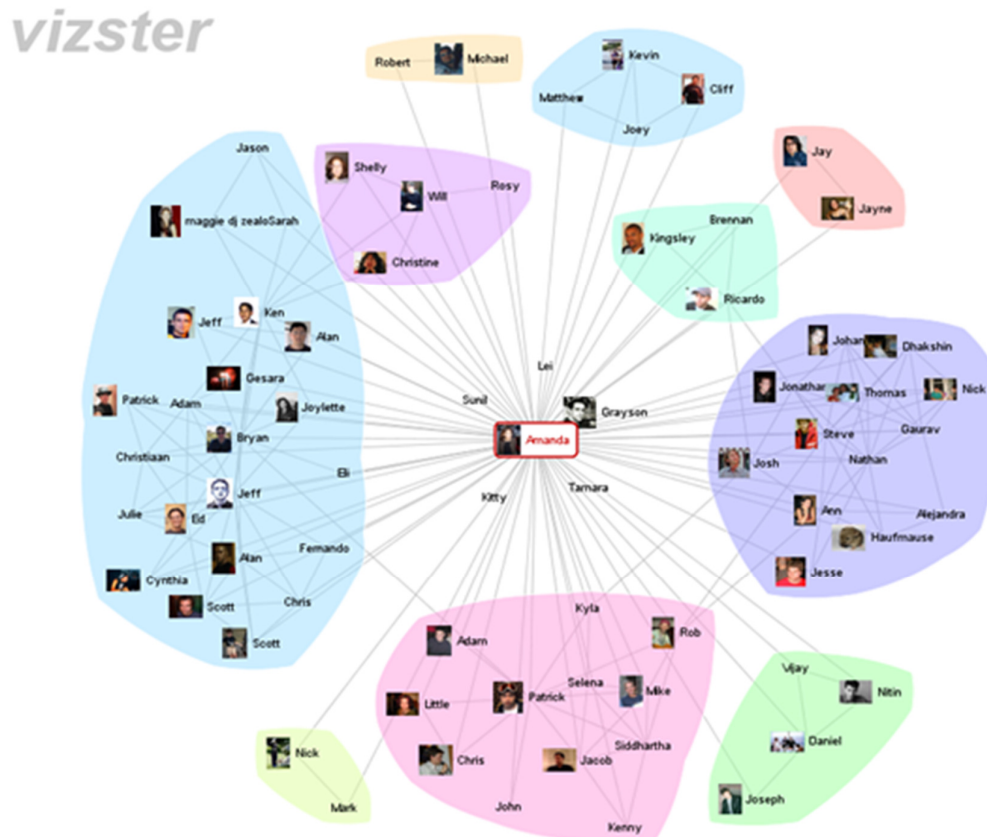 vizster
Robert
Michael
Kevin
Cliff
Matthew
Joey
Jason
Shelly
Will
Rosy
Christine
Jay
Jayne
Brennan
Kingsley
Ricardo
maggie dj zealoSarah
Ken
Jeff
Alan
Gesara
Patrick
Adam
Joylette
Bryan
Christiaan
Eli
Jeff
Julie
Ed
Alan
Fernando
Cynthia
Scott
Chris
Scott
Lei
Sunil
Grayson
Amanda
Kitty
Tamara
Johan
Dhakshin
Jonathan
Thomas
Nick
Steve
Gaurav
Josh
Nathan
Ann
Alejandra
Haufmause
Jesse
Kyla
Adam
Rob
Selena
Little
Patrick
Mike
Chris
Jacob
Siddhartha
John
Kenny
Nick
Mark
Vijay
Nitin
Daniel
Joseph